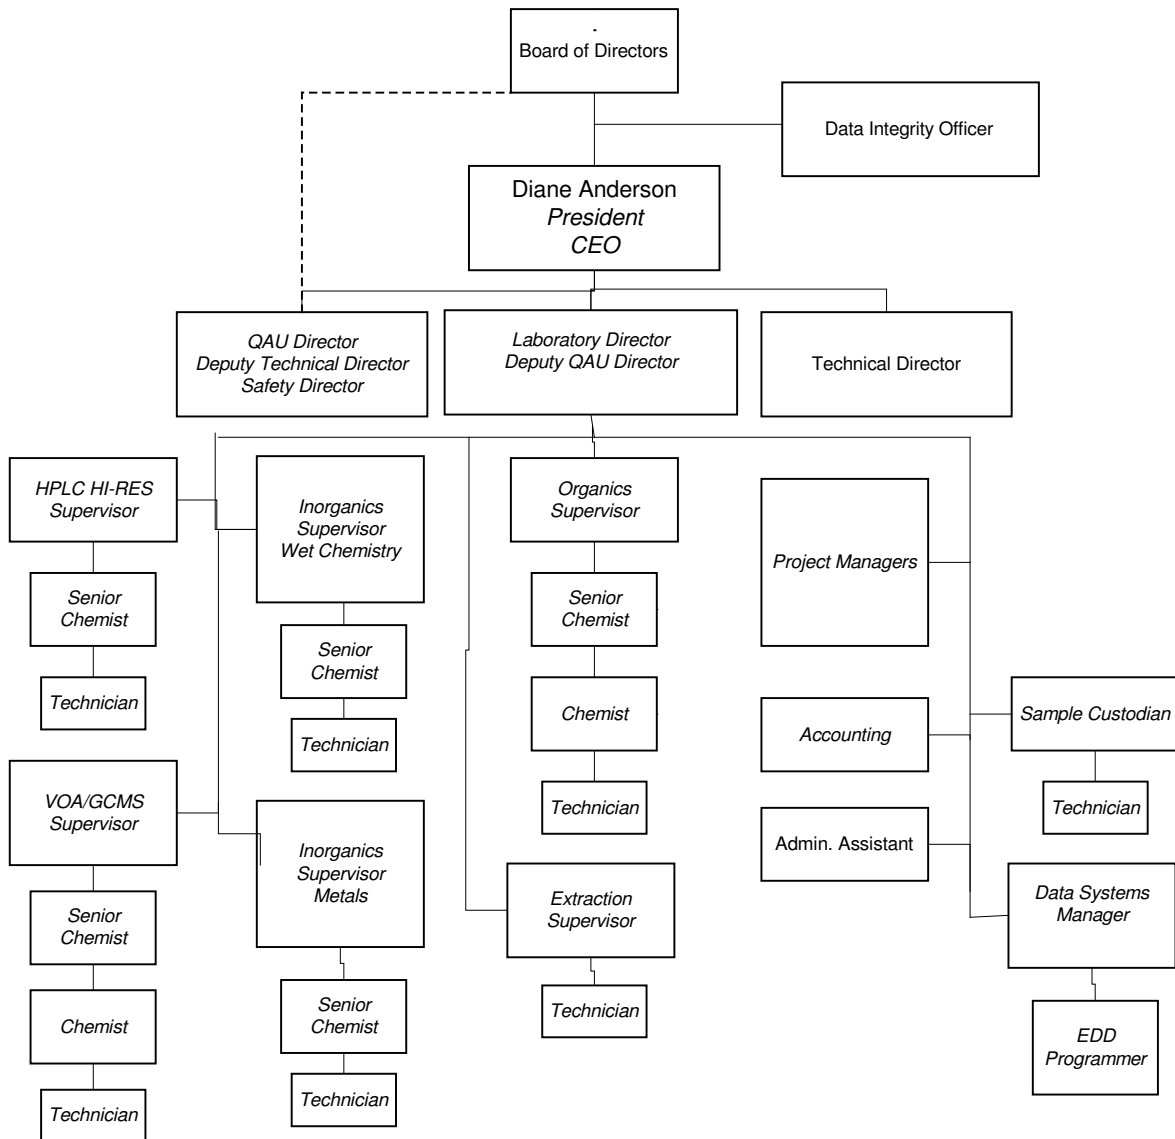 Board of Directors
Data Integrity Officer
Diane Anderson
President
CEO
QAU Director
Deputy Technical Director
Safety Director
Laboratory Director
Deputy QAU Director
Technical Director
HPLC HI-RES
Supervisor
Senior
Chemist
Technician
Inorganics
Supervisor
Wet Chemistry
Senior
Chemist
Technician
Organics
Supervisor
Senior
Chemist
Chemist
Technician
Project Managers
Accounting
Admin. Assistant
Sample Custodian
Technician
VOA/GCMS
Supervisor
Senior
Chemist
Chemist
Technician
Inorganics
Supervisor
Metals
Senior
Chemist
Technician
Extraction
Supervisor
Technician
Data Systems
Manager
EDD
Programmer